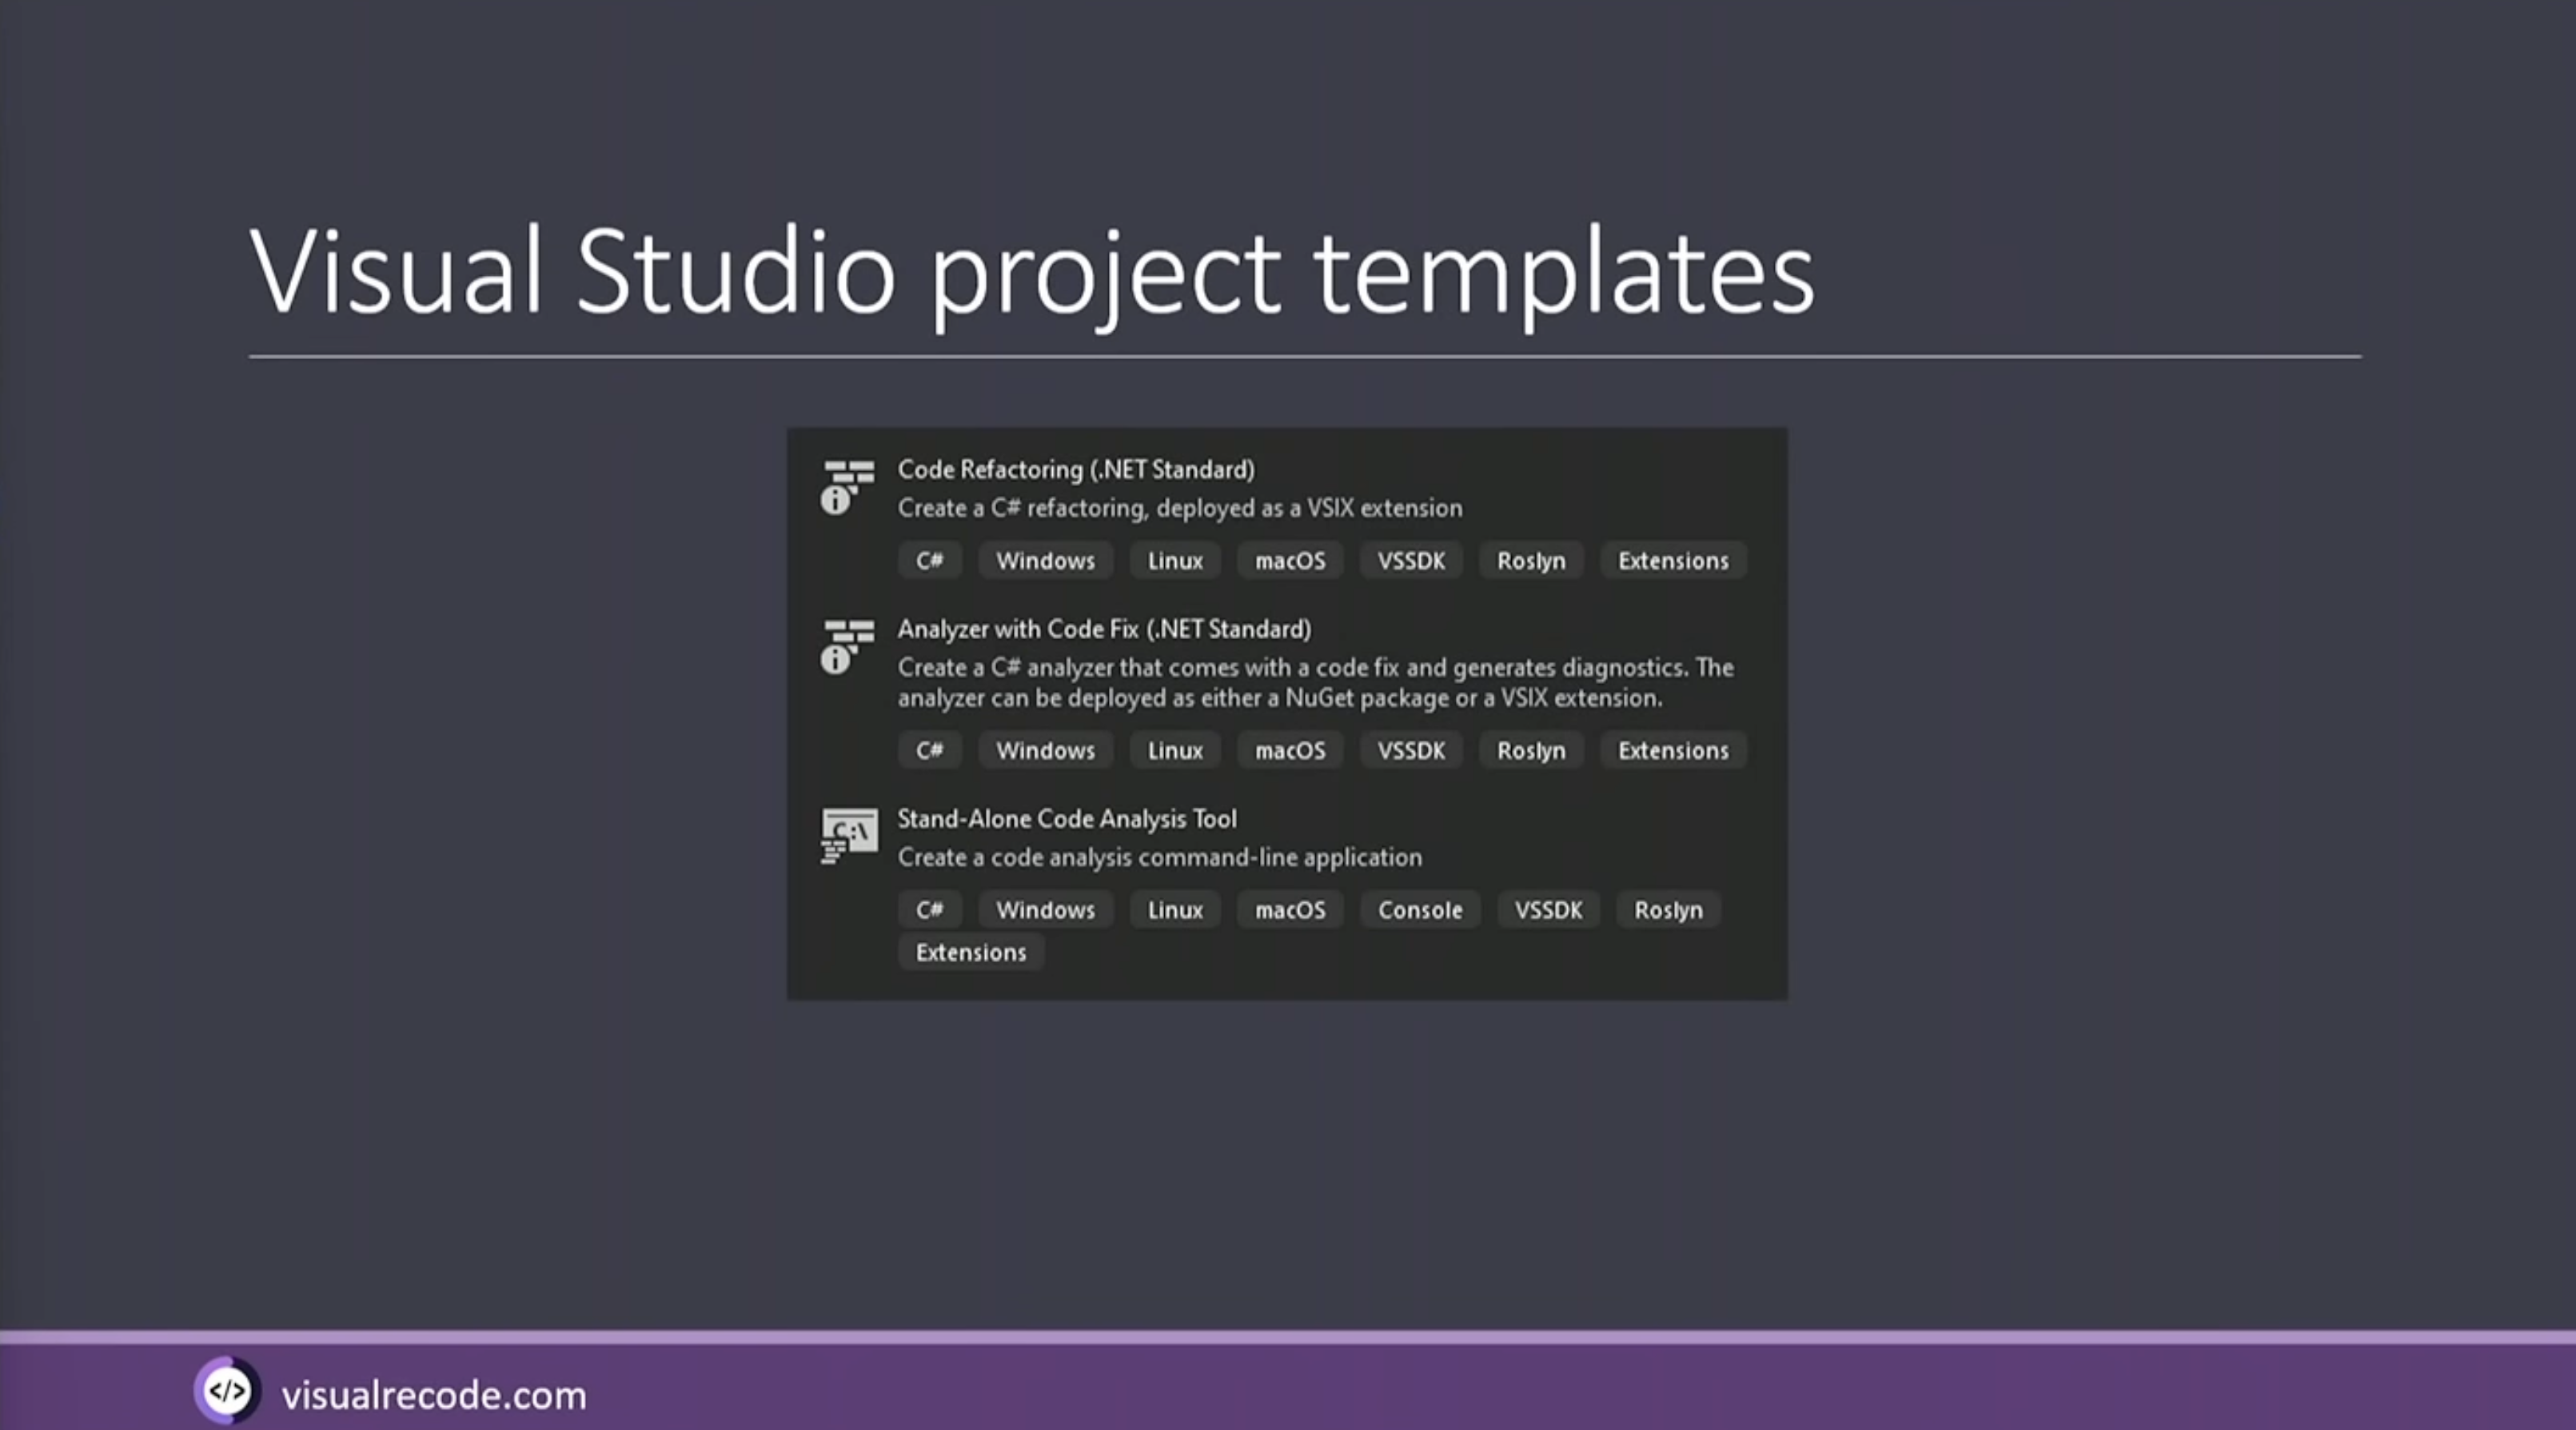 Visual Studio project templates
Code Refactoring (.NET Standard)
Create a C# refactoring, deployed as a VSIX extension
C# Windows Linux macOS VSSDK Roslyn Extensions
Analyzer with Code Fix (.NET Standard)
Create a C# analyzer that comes with a code fix and generates diagnostics. The
analyzer can be deployed as either a NuGet package or a VSIX extension.
C# Windows Linux macOS VSSDK Roslyn Extensions
C:\
Stand-Alone Code Analysis Tool
Create a code analysis command-line application
C# Windows Linux macOS Console VSSDK Roslyn
Extensions
</> visualrecode.com